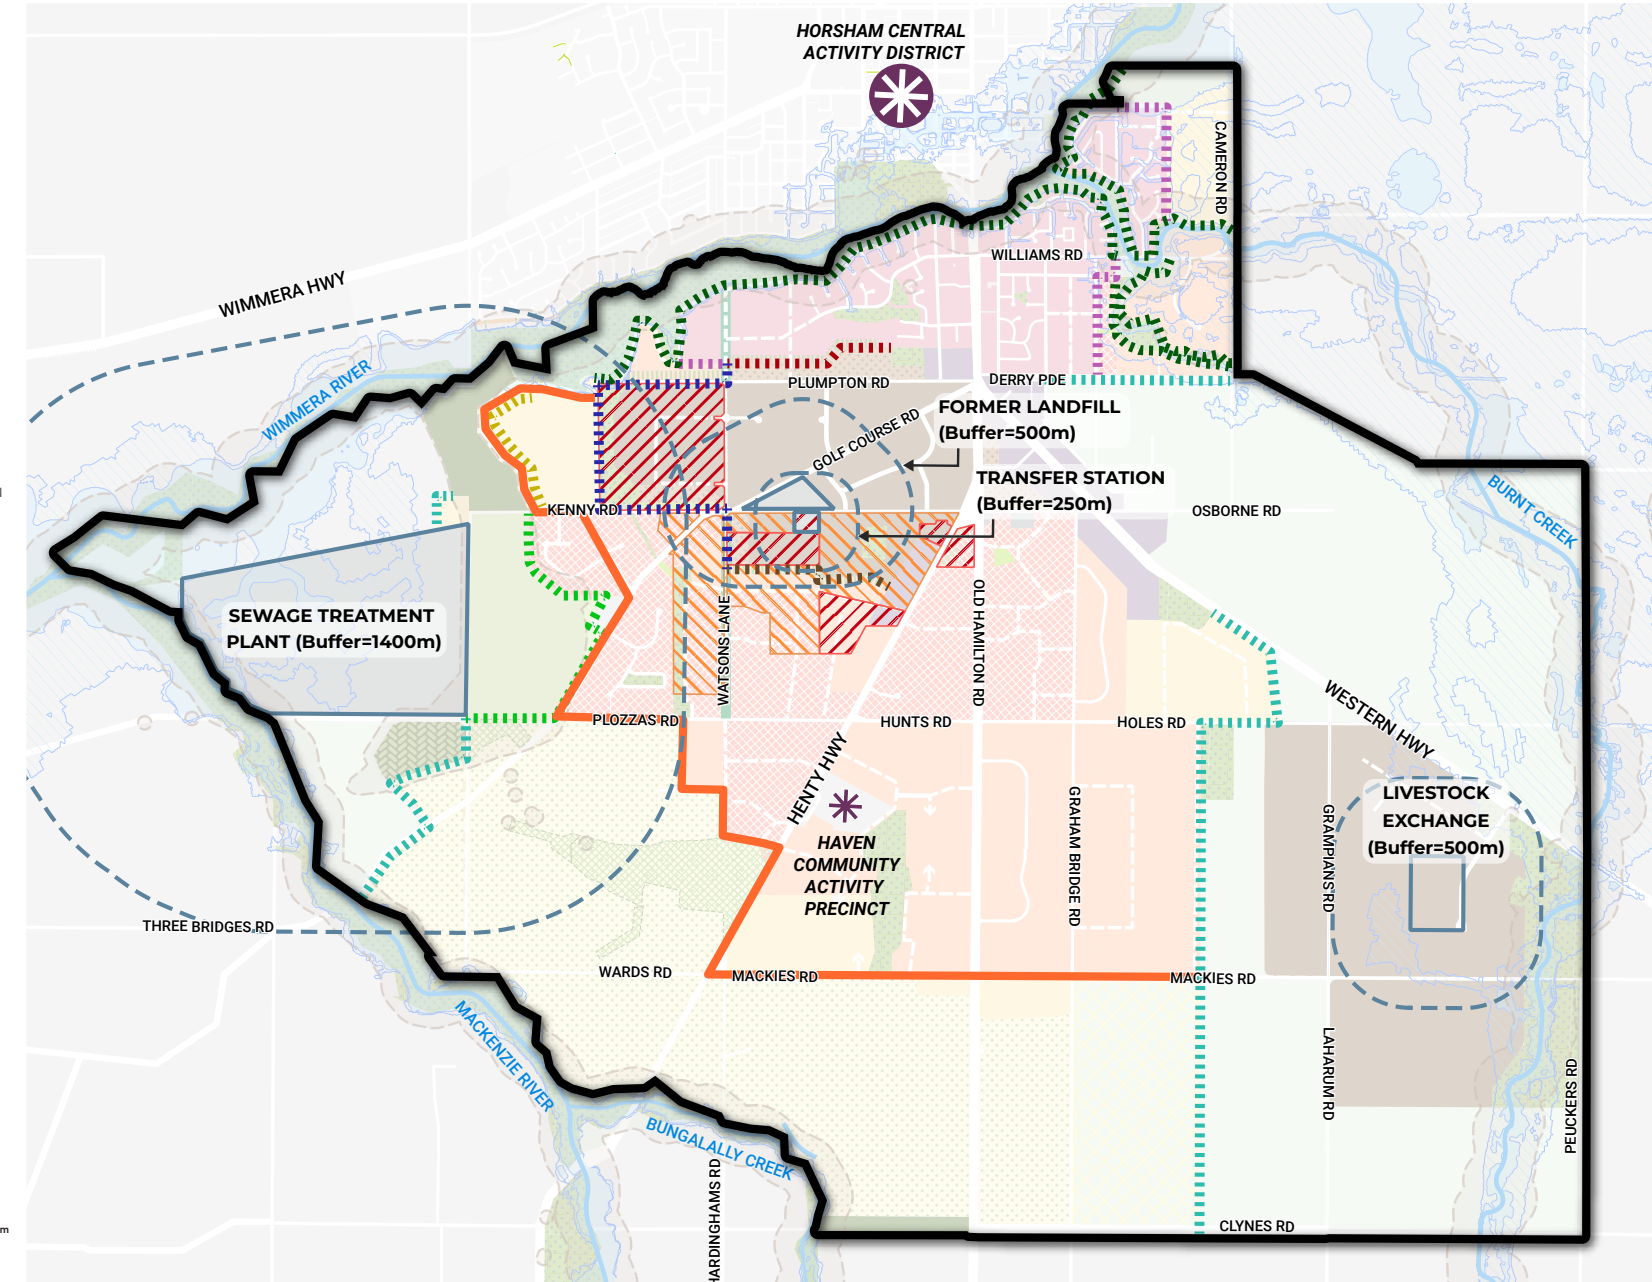 HORSHAM CENTRAL
ACTIVITY DISTRICT
CAMERON RD
WILLIAMS RD
WIMMERA HWY
WIMMERA RIVER
PLUMPTON RD
DERRY PDE
GOLF COURSE RD
FORMER LANDFILL
(Buffer=500m)
TRANSFER STATION
(Buffer=250m)
KENNY RD
OSBORNE RD
BURNT CREEK
SEWAGE TREATMENT
PLANT (Buffer=1400m)
WATSONS LANE
OLD HAMILTON RD
PLOZZAS RD
HUNTS RD
HOLES RD
WESTERN HWY
HENTY HWY
GRAHAM BRIDGE RD
GRAMPIANS RD
LIVESTOCK
EXCHANGE
(Buffer=500m)
HAVEN
COMMUNITY
ACTIVITY
PRECINCT
THREE BRIDGES RD
WARDS RD
MACKIES RD
MACKIES RD
MACKENZIE RIVER
LAHARUM RD
PEUCKERS RD
BUNGALALLY CREEK
HARDINGHAMS RD
CLYNES RD
m